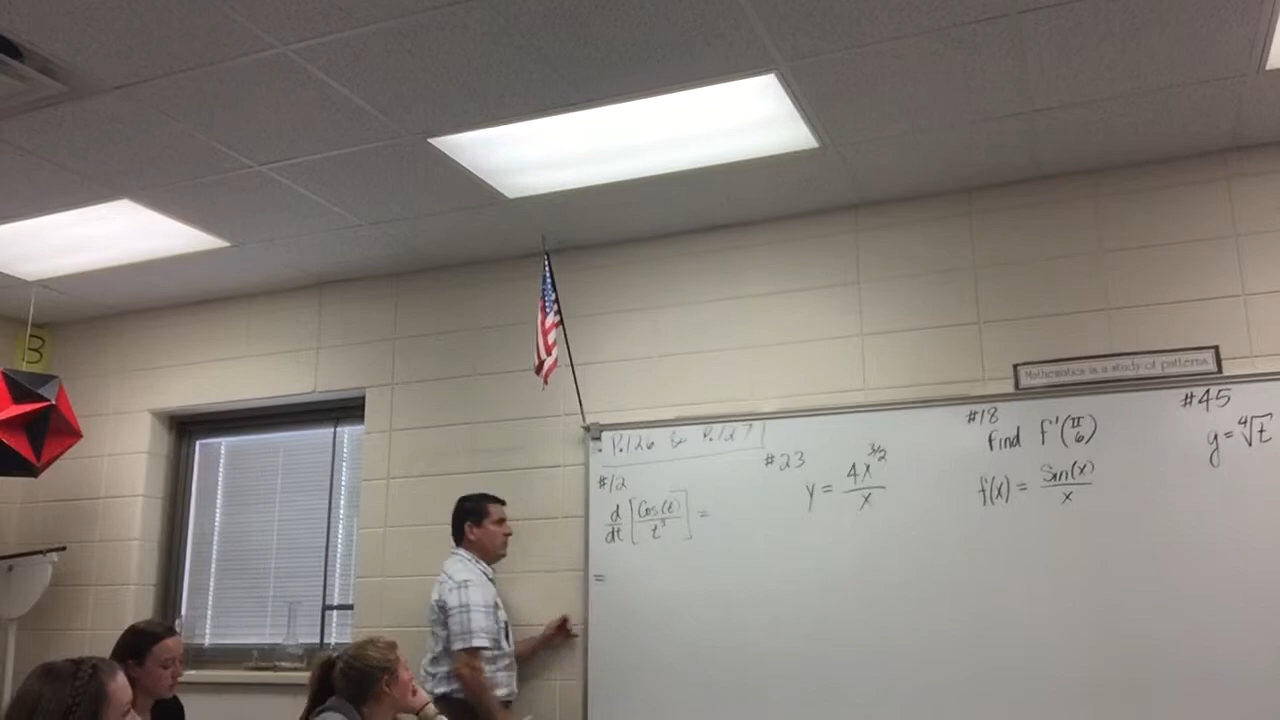 B
Mathematics is a study of patterns
P.126 & P.127
#12
d/dt [Cos(t)/t³] =
=
#23
y = 4x^(3/2)/x
#18
Find f'(π/6)
f(x) = Sin(x)/x
#45
y = ⁴√t